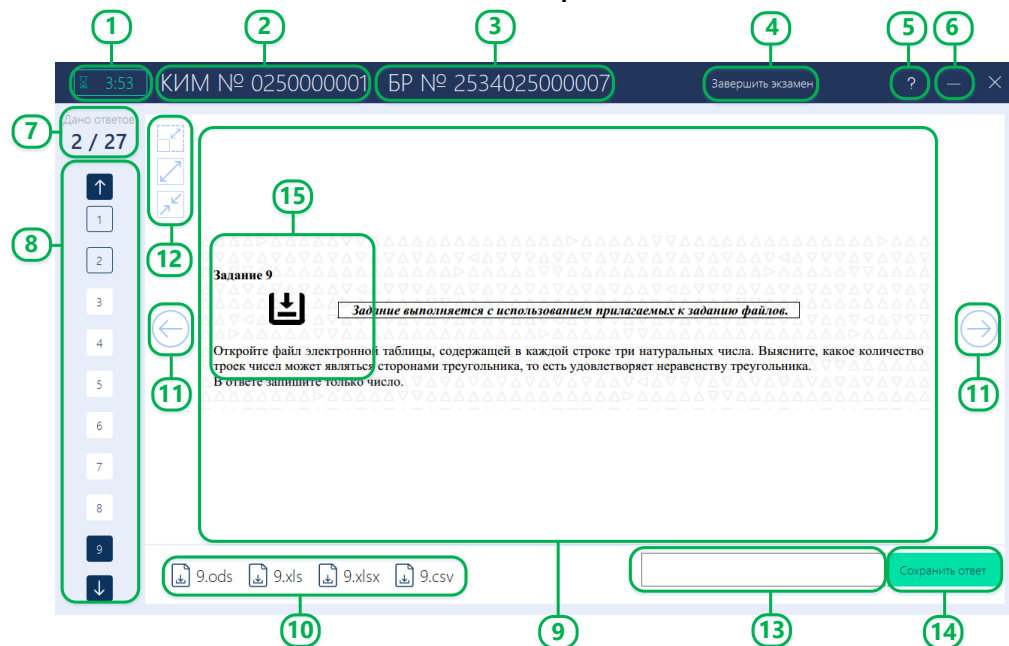 1 2 3 4 5 6
3:53 КИМ № 0250000001 БР № 2534025000007 Завершить экзамен ?
7
Дано ответов
2 / 27
8
1
2
3
4
5
6
7
8
9
12
15
11
11
Задание 9
Задание выполняется с использованием прилагаемых к заданию файлов.
Откройте файл электронной таблицы, содержащей в каждой строке три натуральных числа. Выясните, какое количество
троек чисел может являться сторонами треугольника, то есть удовлетворяет неравенству треугольника.
В ответе запишите только число.
9.ods 9.xls 9.xlsx 9.csv
Сохранить ответ
10 9 13 14